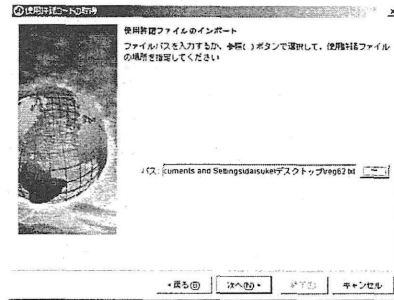 使用許諾コードの取得
使用許諾ファイルのインポート
ファイルパスを入力するか、参照( )ボタンで選択して、使用許諾ファイル
の場所を指定してください
パス: cuments and Settings\daisuke\デスクトップ\reg62.txt ...
戻る(B) 次へ(N) 終了(F) キャンセル